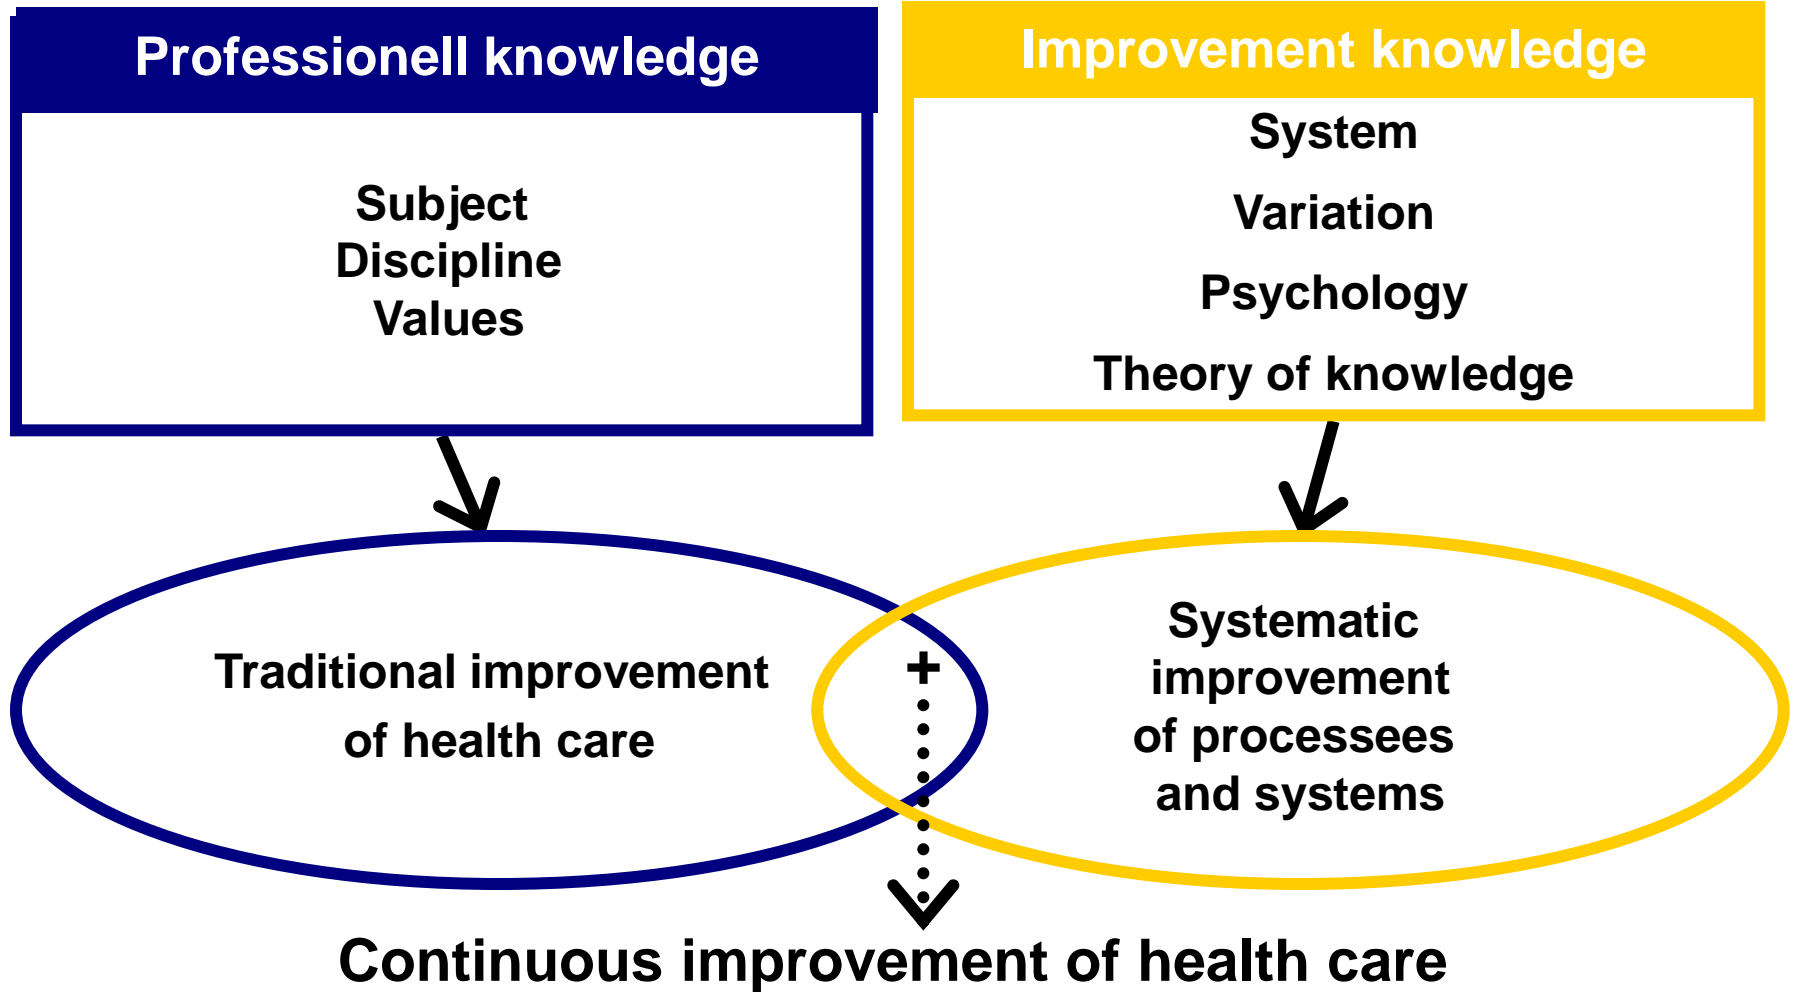 Professionell knowledge
Subject
Discipline
Values
Improvement knowledge
System
Variation
Psychology
Theory of knowledge
Traditional improvement
of health care
+
Systematic
improvement
of processees
and systems
Continuous improvement of health care